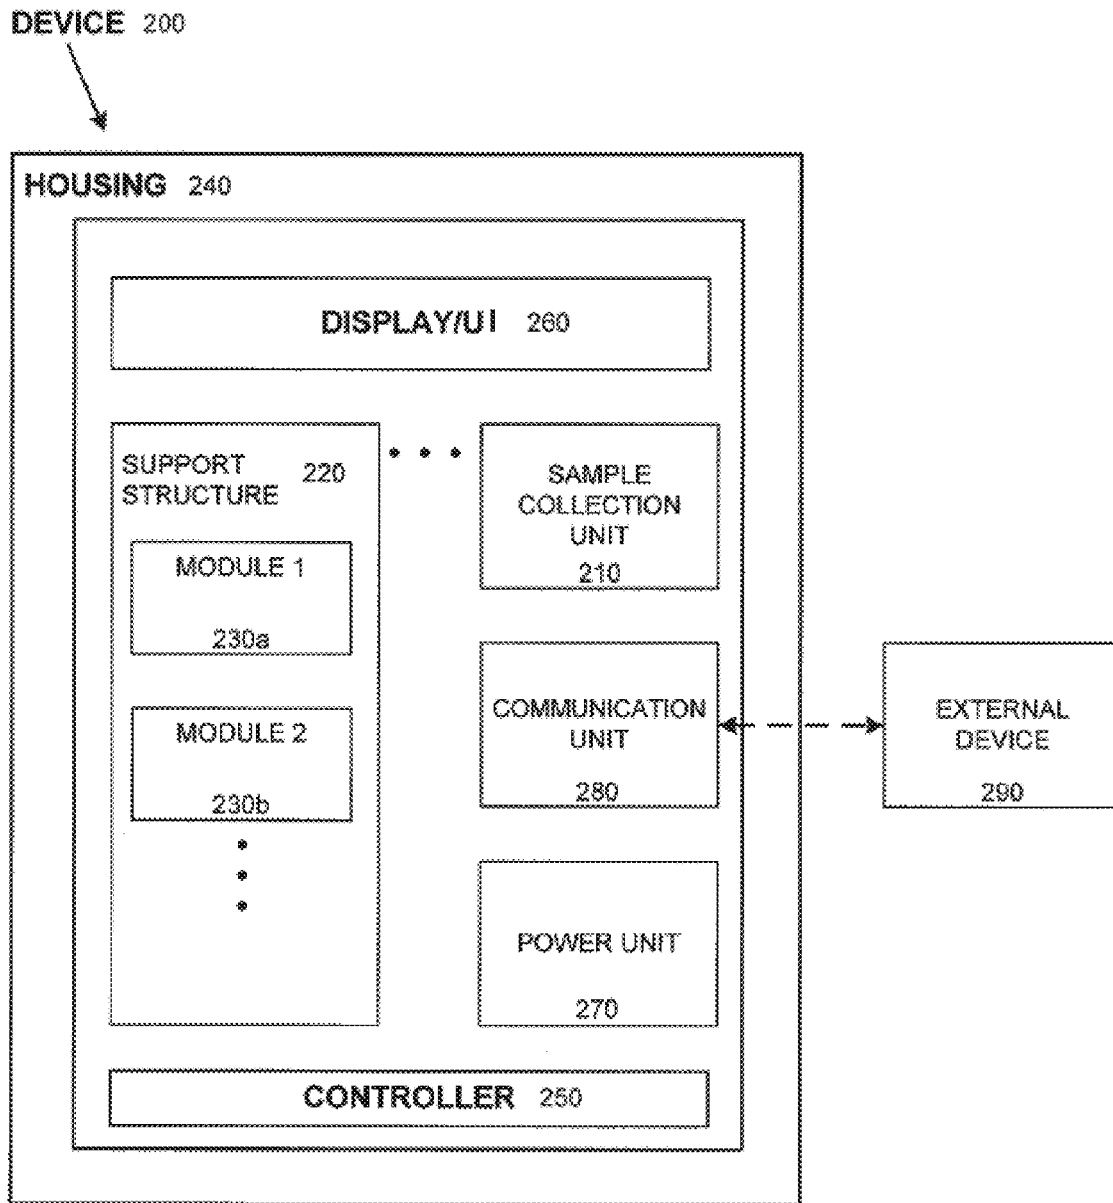 DEVICE 200
HOUSING 240
DISPLAY/UI 260
SUPPORT
STRUCTURE
220
MODULE 1
230a
MODULE 2
230b
SAMPLE
COLLECTION
UNIT
210
COMMUNICATION
UNIT
280
EXTERNAL
DEVICE
290
POWER UNIT
270
CONTROLLER 250